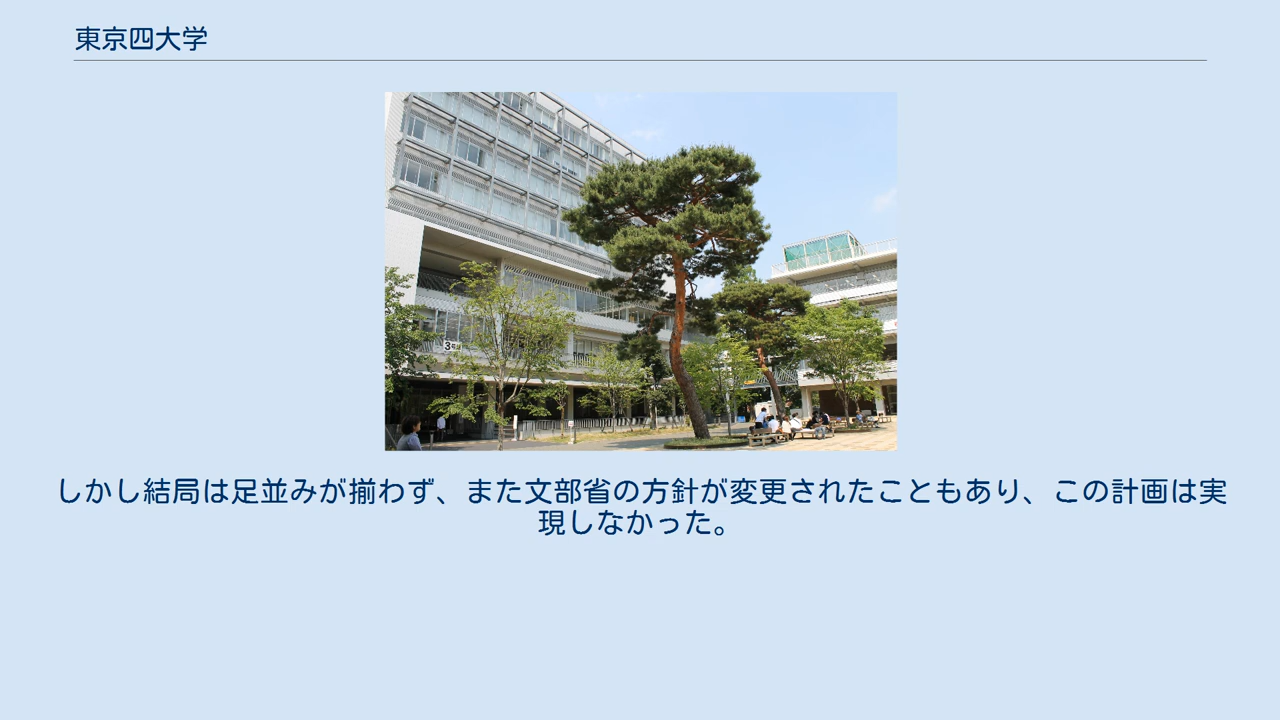 東京四大学
しかし結局は足並みが揃わず、また文部省の方針が変更されたこともあり、この計画は実
現しなかった。